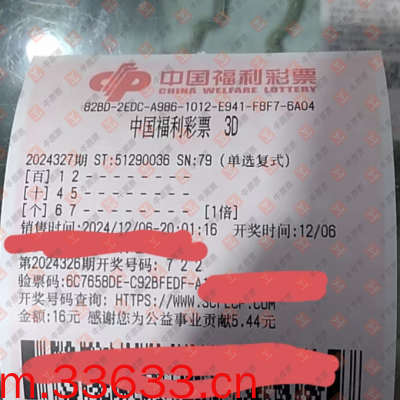 中国福利彩票
CHINA WELFARE LOTTERY
82BD-2EDC-A986-1012-E941-FBF7-6A04
中国福利彩票 3D
2024327期 ST:51290036 SN:79 (单选复式)
[百] 1 2 - - - - - - - -
[十] 4 5 - - - - - - - -
[个] 6 7 - - - - - - - - [1倍]
销售时间:2024/12/06-20:01:16 开奖时间:12/06
第2024326期开奖号码: 7 2 2
验票码:6C7658DE-C92BFEDF-A
开奖号码查询: HTTPS://WWW.SCFLCP.COM
金额:16元 感谢您为公益事业贡献5.44元
m.33633.cn